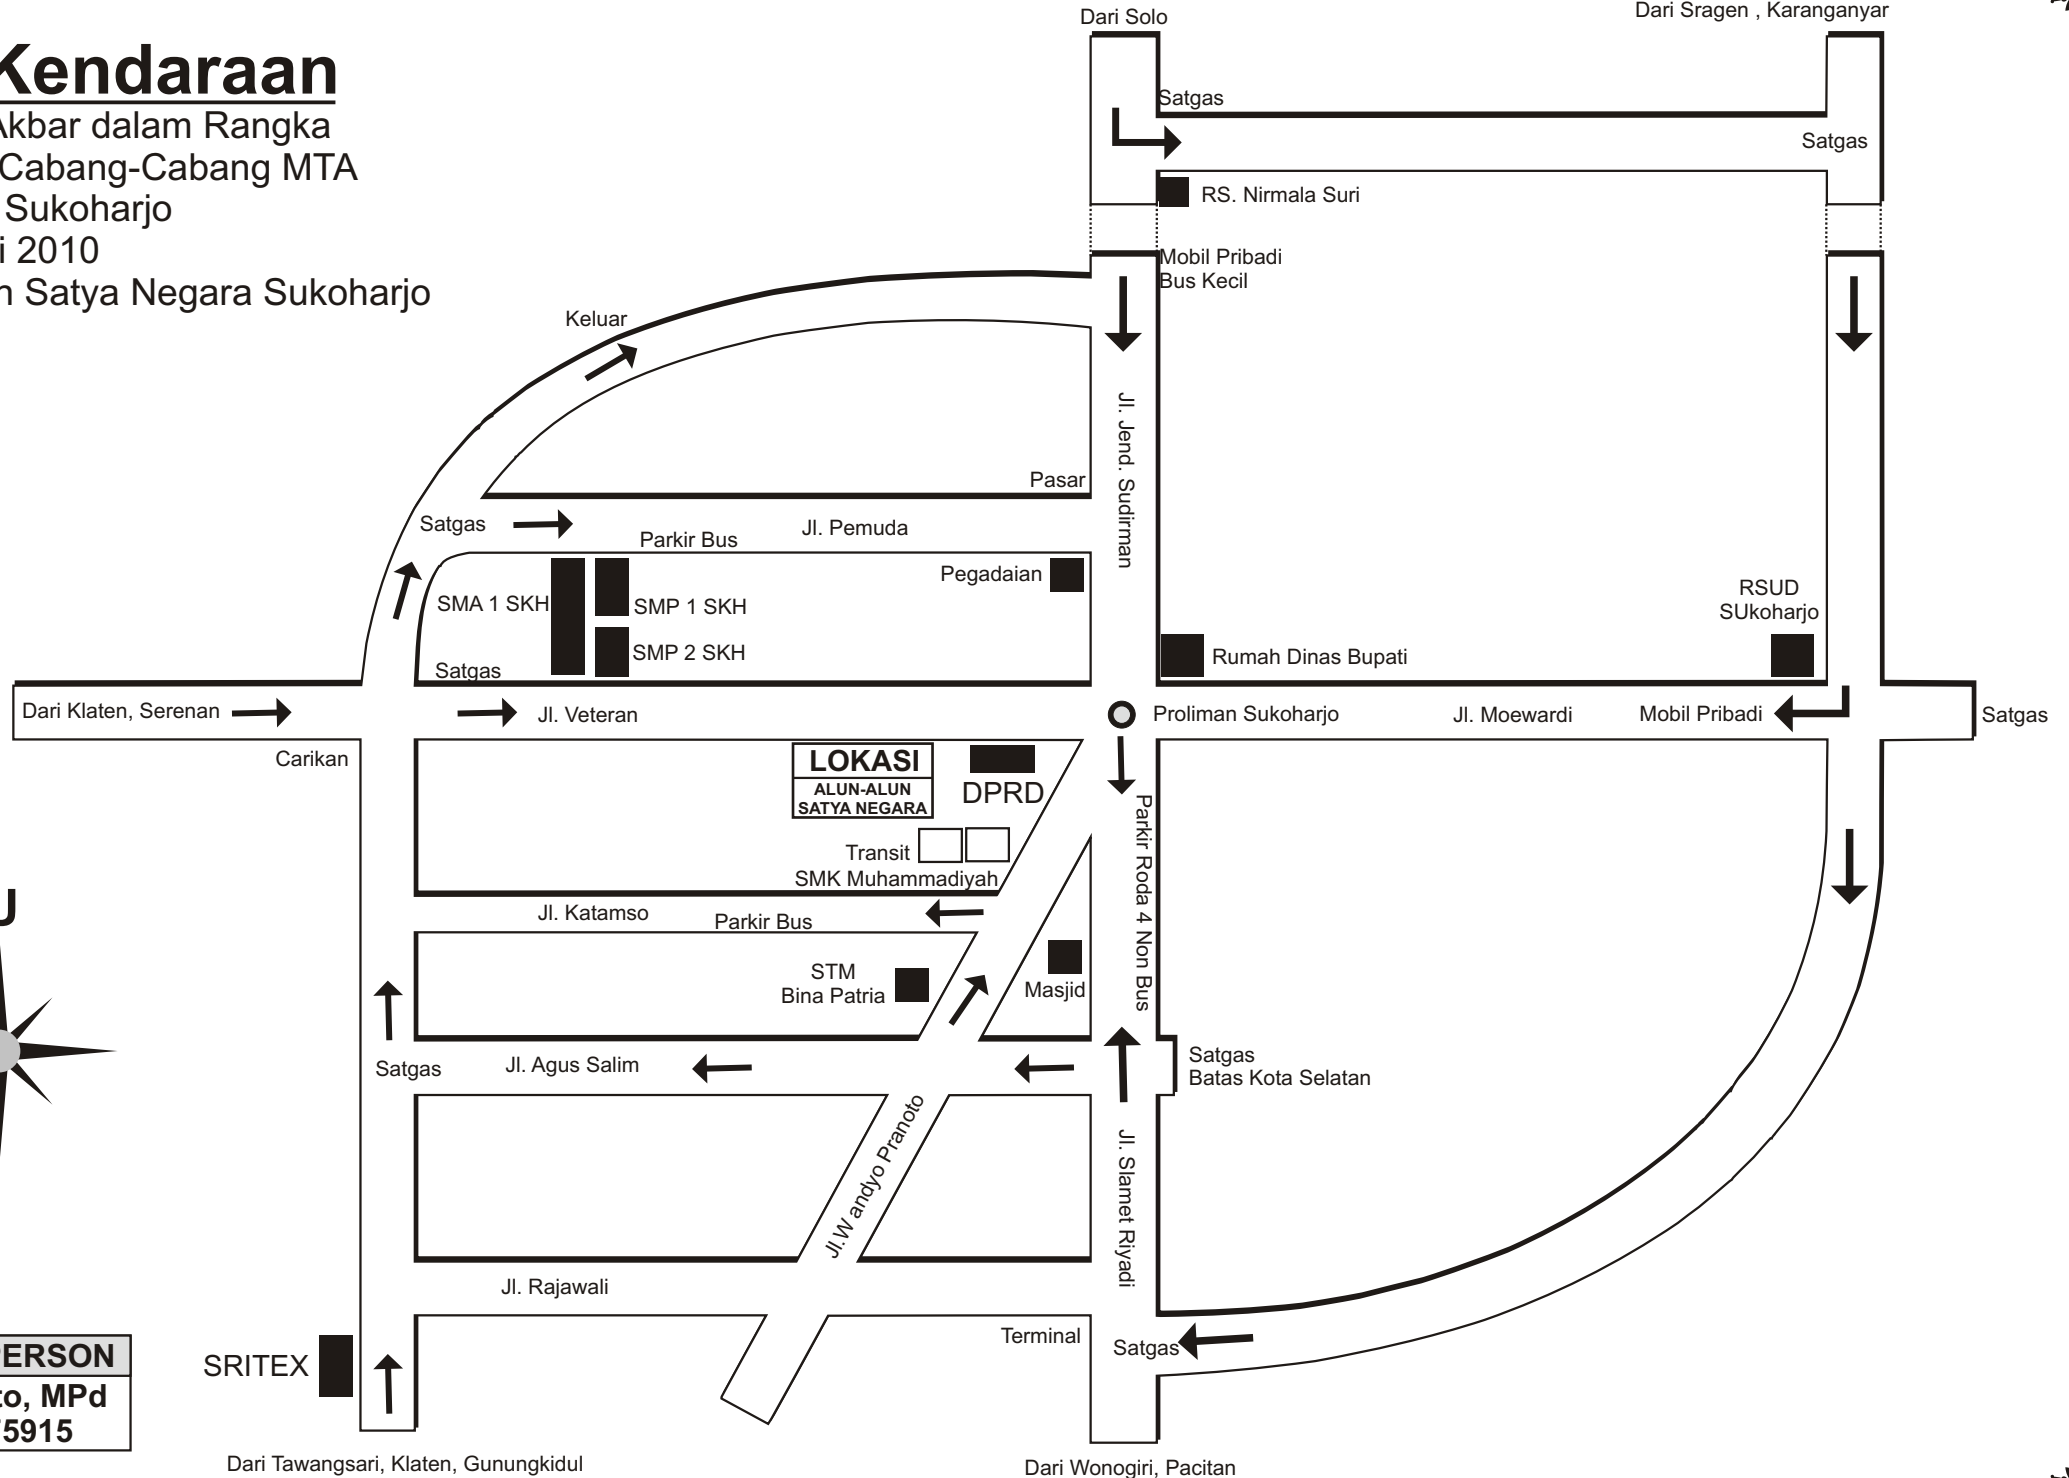 Dari Solo
Dari Sragen , Karanganyar
Kendaraan
Akbar dalam Rangka
Cabang-Cabang MTA
Sukoharjo
2010
Satya Negara Sukoharjo
Satgas
Satgas
RS. Nirmala Suri
Mobil Pribadi
Bus Kecil
Keluar
Jl. Jend. Sudirman
Pasar
Satgas
Jl. Pemuda
Parkir Bus
Pegadaian
SMA 1 SKH
SMP 1 SKH
SMP 2 SKH
RSUD
SUkoharjo
Rumah Dinas Bupati
Satgas
Dari Klaten, Serenan
Jl. Veteran
Proliman Sukoharjo
Jl. Moewardi
Mobil Pribadi
Satgas
Carikan
LOKASI
ALUN-ALUN
SATYA NEGARA
DPRD
Transit
SMK Muhammadiyah
Parkir Roda 4 Non Bus
Jl. Katamso
Parkir Bus
STM
Bina Patria
Masjid
Satgas
Jl. Agus Salim
Satgas
Batas Kota Selatan
Jl.W andyo Pranoto
Jl. Slamet Riyadi
Jl. Rajawali
Terminal
Satgas
SRITEX
PERSON
to, MPd
5915
Dari Tawangsari, Klaten, Gunungkidul
Dari Wonogiri, Pacitan